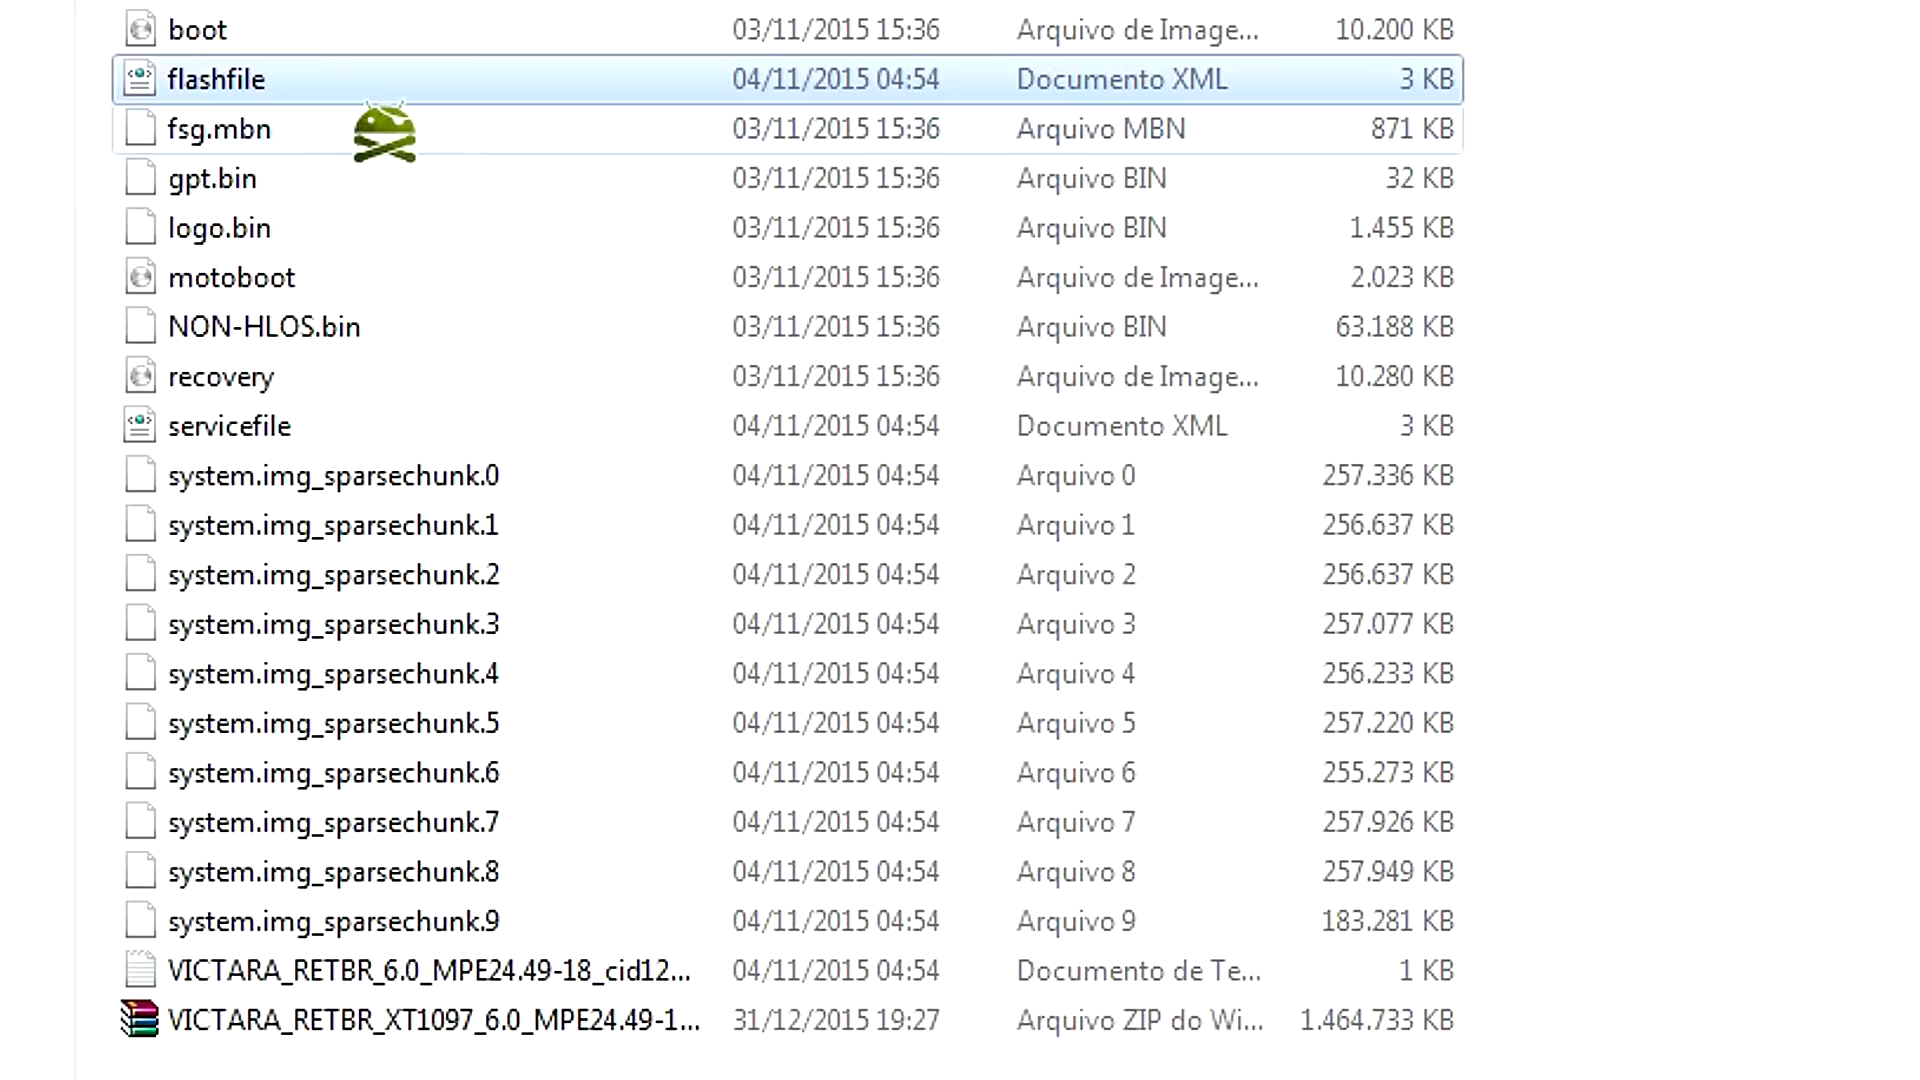 boot 03/11/2015 15:36 Arquivo de Image... 10.200 KB
flashfile 04/11/2015 04:54 Documento XML 3 KB
fsg.mbn 03/11/2015 15:36 Arquivo MBN 871 KB
gpt.bin 03/11/2015 15:36 Arquivo BIN 32 KB
logo.bin 03/11/2015 15:36 Arquivo BIN 1.455 KB
motoboot 03/11/2015 15:36 Arquivo de Image... 2.023 KB
NON-HLOS.bin 03/11/2015 15:36 Arquivo BIN 63.188 KB
recovery 03/11/2015 15:36 Arquivo de Image... 10.280 KB
servicefile 04/11/2015 04:54 Documento XML 3 KB
system.img_sparsechunk.0 04/11/2015 04:54 Arquivo 0 257.336 KB
system.img_sparsechunk.1 04/11/2015 04:54 Arquivo 1 256.637 KB
system.img_sparsechunk.2 04/11/2015 04:54 Arquivo 2 256.637 KB
system.img_sparsechunk.3 04/11/2015 04:54 Arquivo 3 257.077 KB
system.img_sparsechunk.4 04/11/2015 04:54 Arquivo 4 256.233 KB
system.img_sparsechunk.5 04/11/2015 04:54 Arquivo 5 257.220 KB
system.img_sparsechunk.6 04/11/2015 04:54 Arquivo 6 255.273 KB
system.img_sparsechunk.7 04/11/2015 04:54 Arquivo 7 257.926 KB
system.img_sparsechunk.8 04/11/2015 04:54 Arquivo 8 257.949 KB
system.img_sparsechunk.9 04/11/2015 04:54 Arquivo 9 183.281 KB
VICTARA_RETBR_6.0_MPE24.49-18_cid12... 04/11/2015 04:54 Documento de Te... 1 KB
VICTARA_RETBR_XT1097_6.0_MPE24.49-1... 31/12/2015 19:27 Arquivo ZIP do Wi... 1.464.733 KB